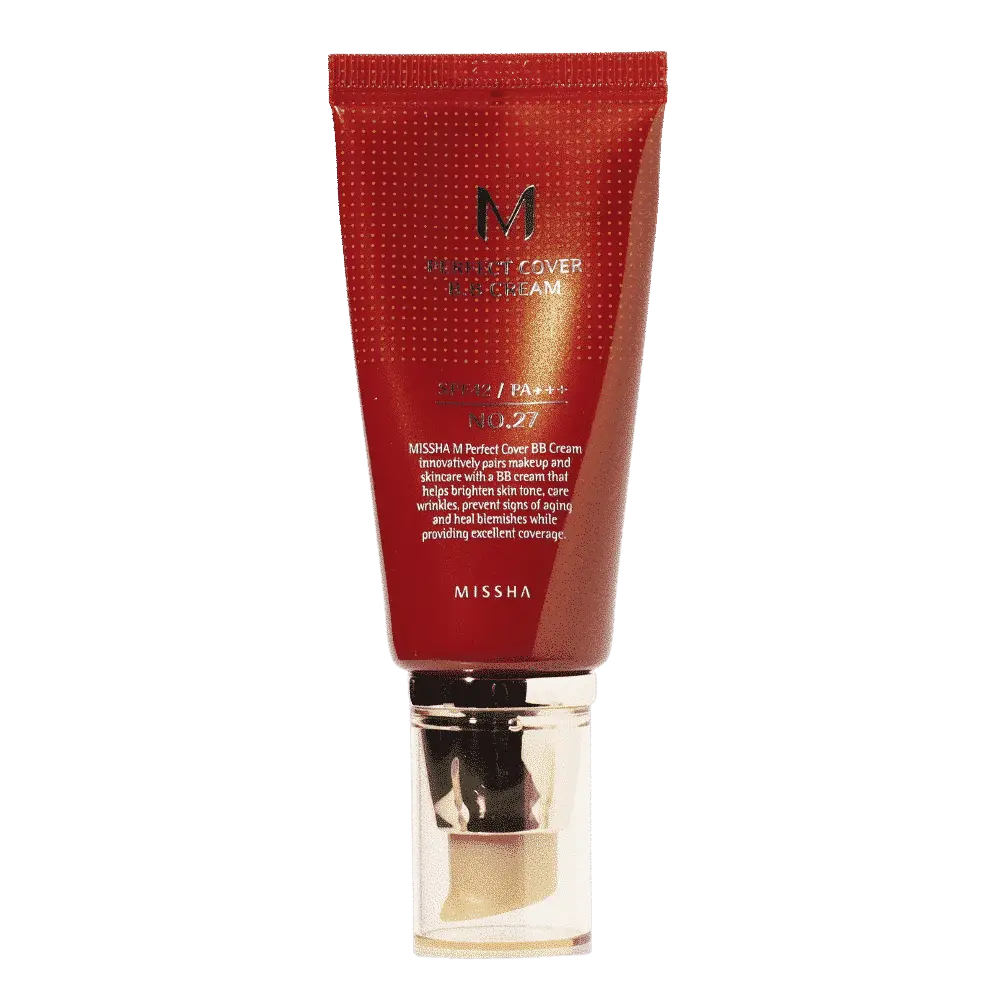 M
PERFECT COVER
B.B CREAM
SPF42 / PA+++
NO.27
MISSHA M Perfect Cover BB Cream
innovatively pairs makeup and
skincare with a BB cream that
helps brighten skin tone, care
wrinkles, prevent signs of aging
and heal blemishes while
providing excellent coverage.
MISSHA